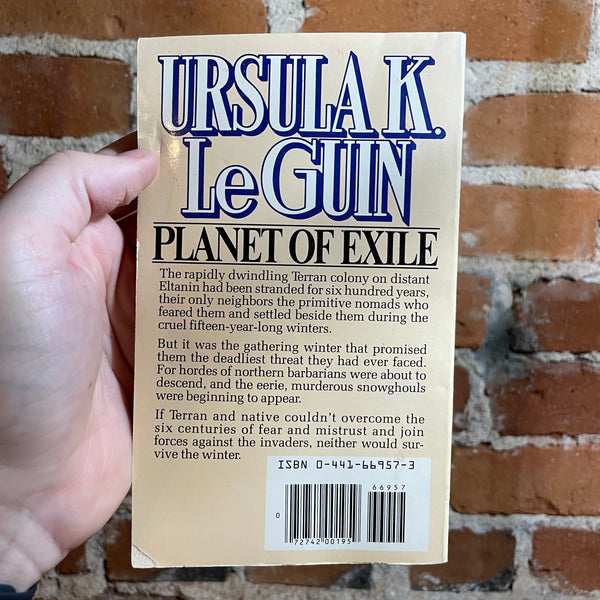 URSULA K.
Le GUIN
PLANET OF EXILE
The rapidly dwindling Terran colony on distant
Eltanin had been stranded for six hundred years,
their only neighbors the primitive nomads who
feared them and settled beside them during the
cruel fifteen-year-long winters.
But it was the gathering winter that promised
them the deadliest threat they had ever faced.
For hordes of northern barbarians were about to
descend, and the eerie, murderous snowghouls
were beginning to appear.
If Terran and native couldn't overcome the
six centuries of fear and mistrust and join
forces against the invaders, neither would sur-
vive the winter.
ISBN 0-441-66957-3
66957
0
72742 00195